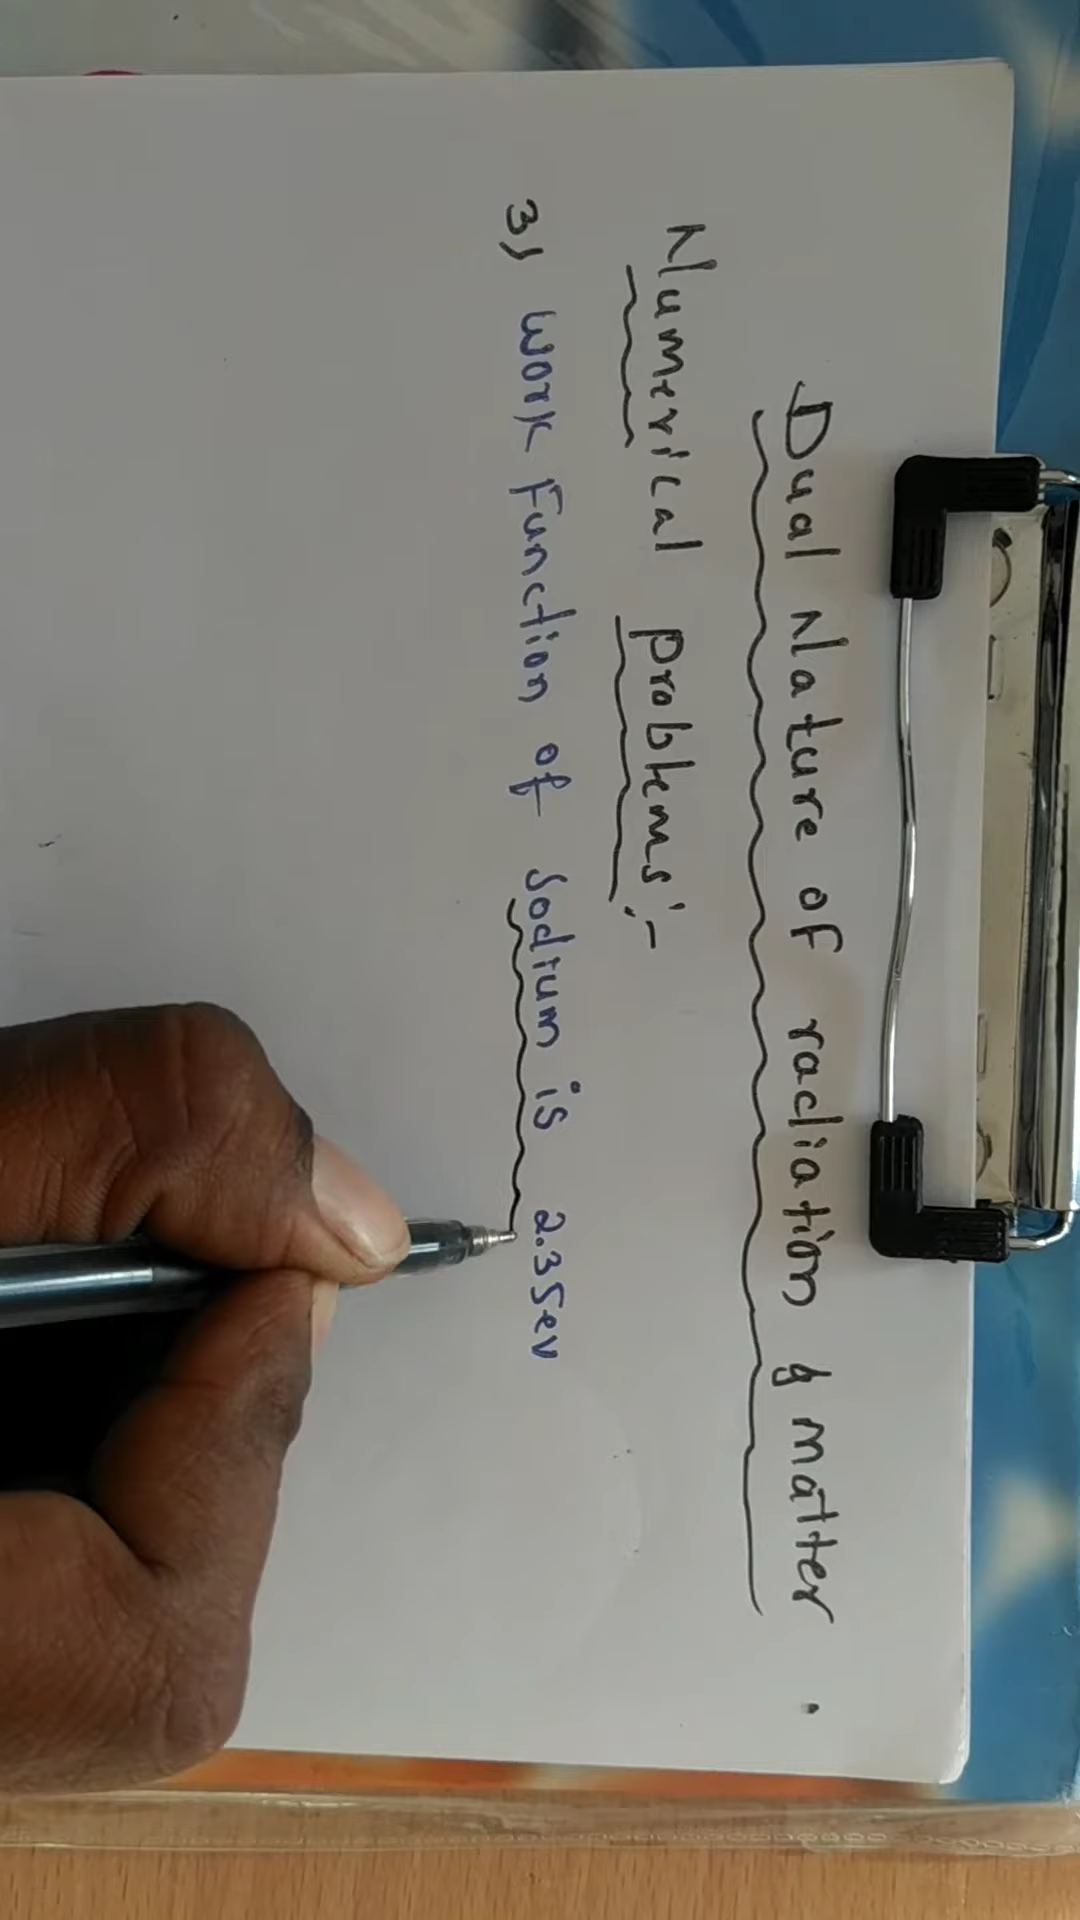 Dual Nature of radiation & matter.
Numerical problems:-
3) Work Function of Sodium is 2.35ev